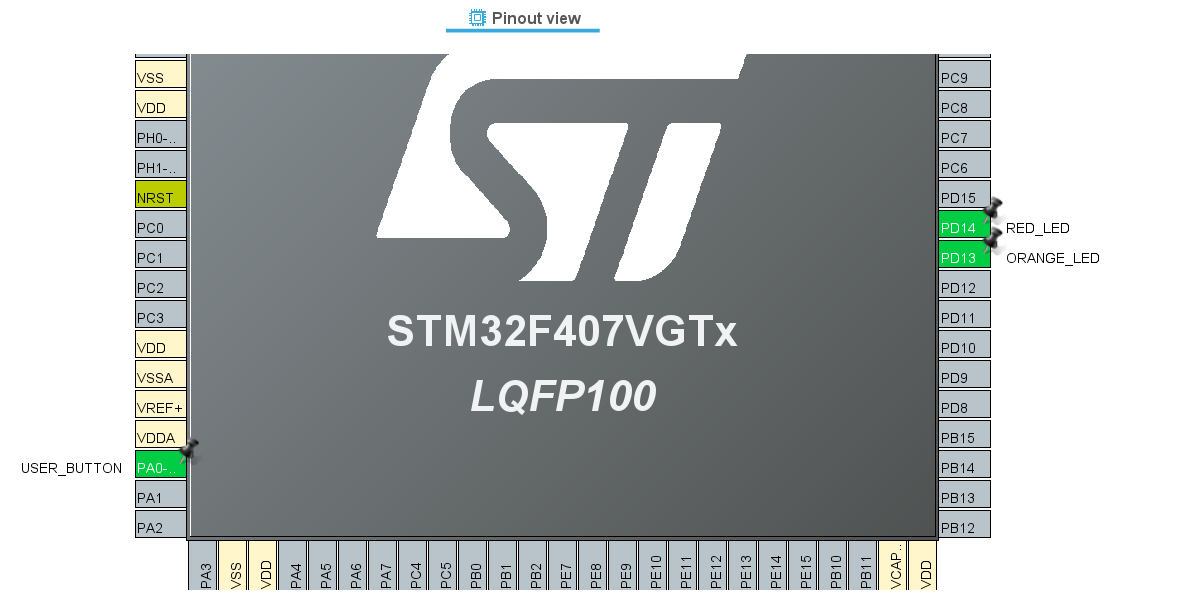 Pinout view
VSS
VDD
PH0-..
PH1-..
NRST
PC0
PC1
PC2
PC3
VDD
VSSA
VREF+
VDDA
USER_BUTTON PA0-..
PA1
PA2
ST
STM32F407VGTx
LQFP100
PC9
PC8
PC7
PC6
PD15
PD14 RED_LED
PD13 ORANGE_LED
PD12
PD11
PD10
PD9
PD8
PB15
PB14
PB13
PB12
PA3
VSS
VDD
PA4
PA5
PA6
PA7
PC4
PC5
PB0
PB1
PB2
PE7
PE8
PE9
PE10
PE11
PE12
PE13
PE14
PE15
PB10
PB11
VCAP..
VDD